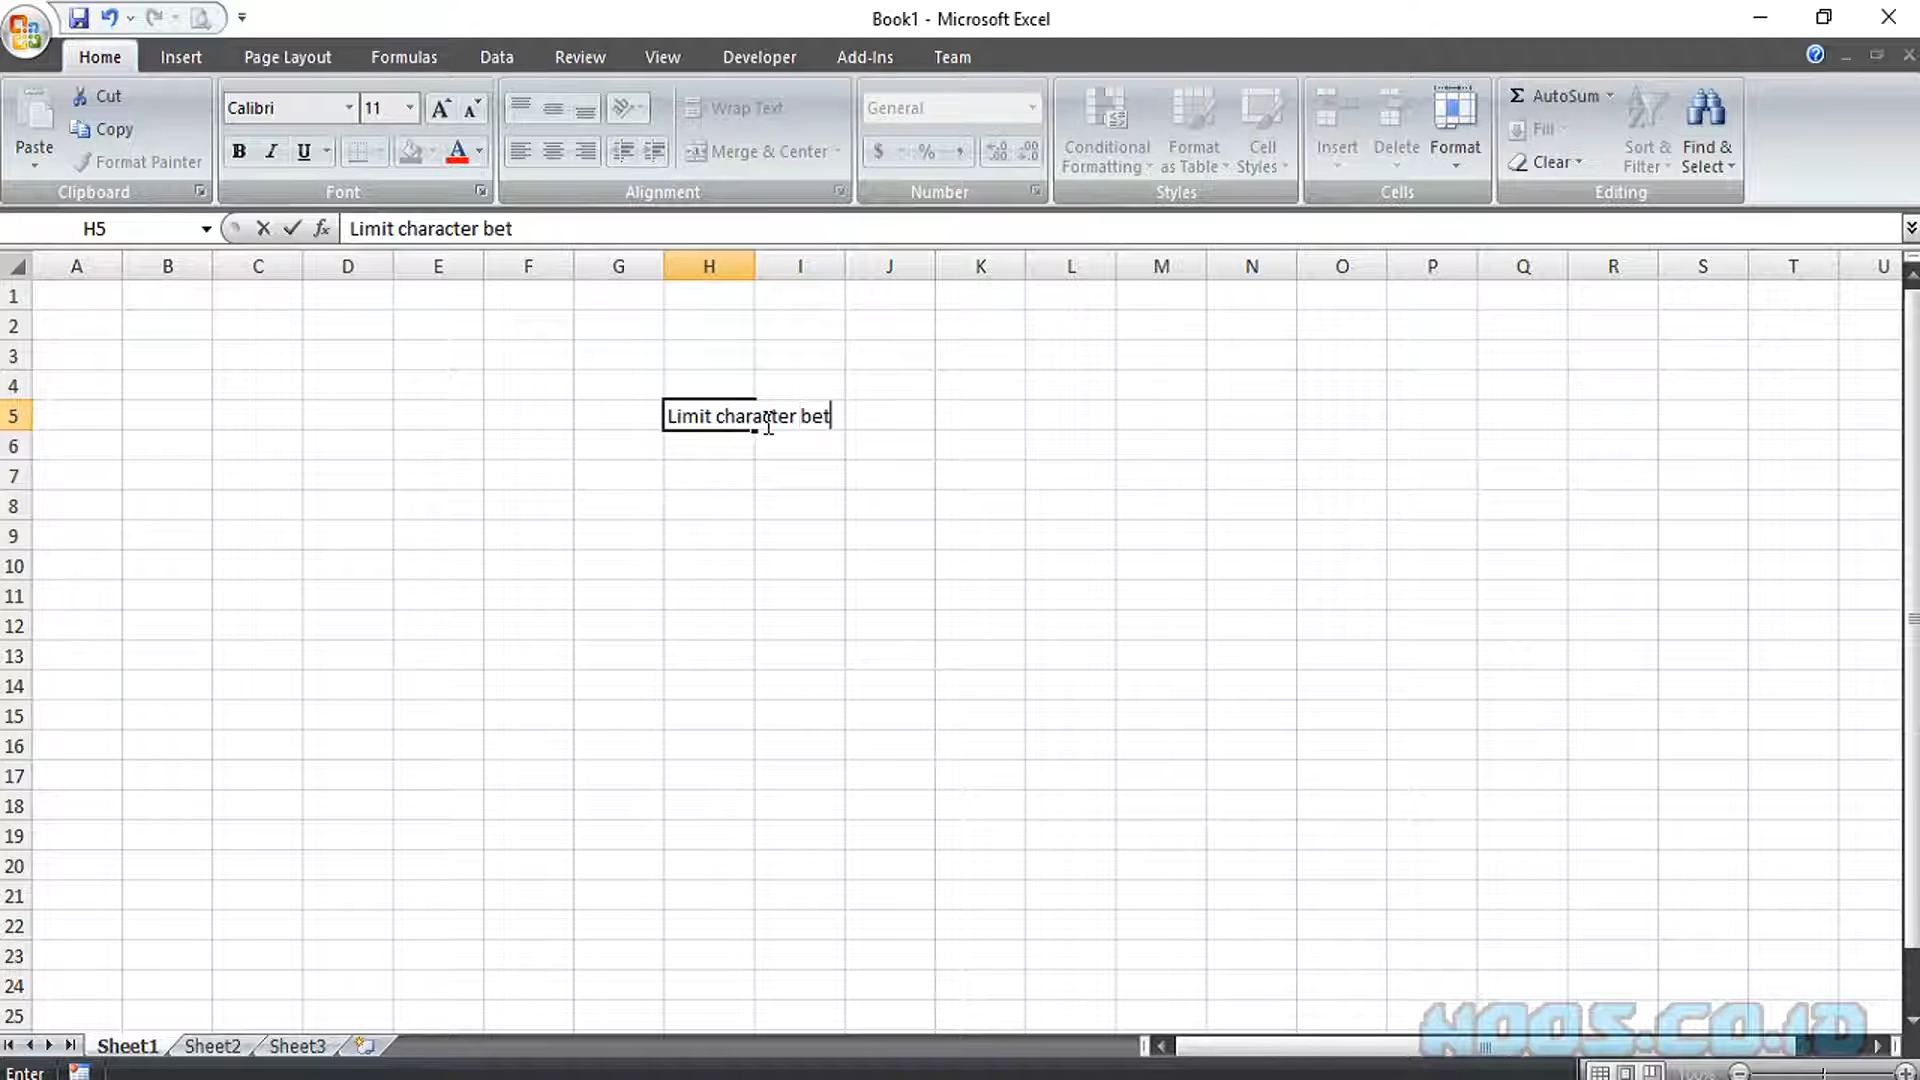 Book1 - Microsoft Excel
Home Insert Page Layout Formulas Data Review View Developer Add-Ins Team
Cut
Copy
Format Painter
Paste
Clipboard
Calibri 11
B I U
Font
Wrap Text
Merge & Center
Alignment
General
$ % ,
Number
Conditional Formatting
Format as Table
Cell Styles
Styles
Insert Delete Format
Cells
Σ AutoSum
Fill
Clear
Sort & Filter
Find & Select
Editing
H5 fx Limit character bet
A B C D E F G H I J K L M N O P Q R S T U
1
2
3
4
5 Limit character bet
6
7
8
9
10
11
12
13
14
15
16
17
18
19
20
21
22
23
24
25
Sheet1 Sheet2 Sheet3
Enter
100%